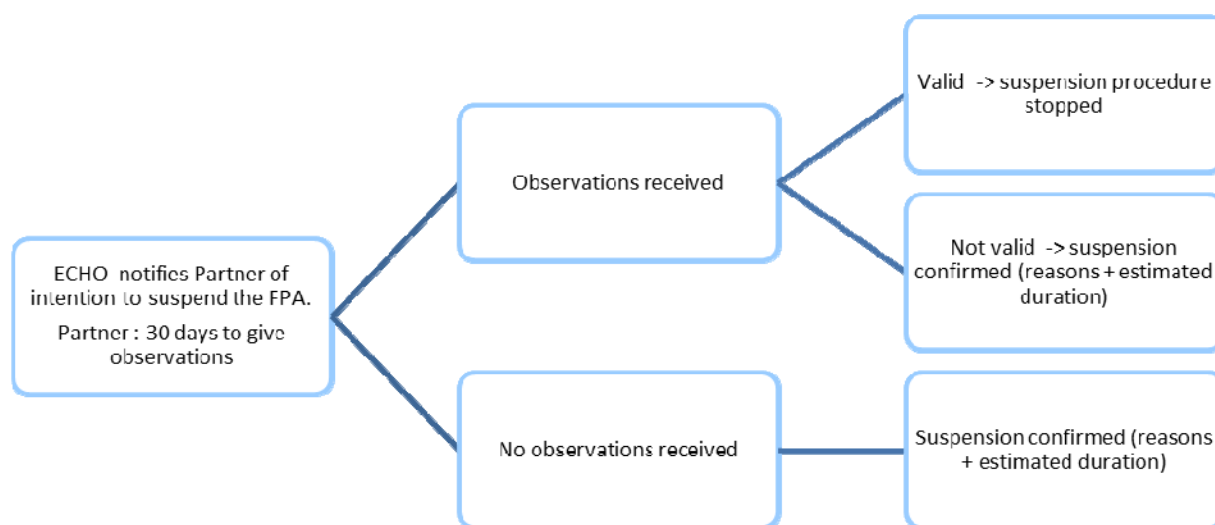 Valid -> suspension procedure
stopped
Observations received
Not valid -> suspension
confirmed (reasons + estimated
duration)
ECHO notifies Partner of
intention to suspend the FPA.
Partner : 30 days to give
observations
No observations received
Suspension confirmed (reasons
+ estimated duration)